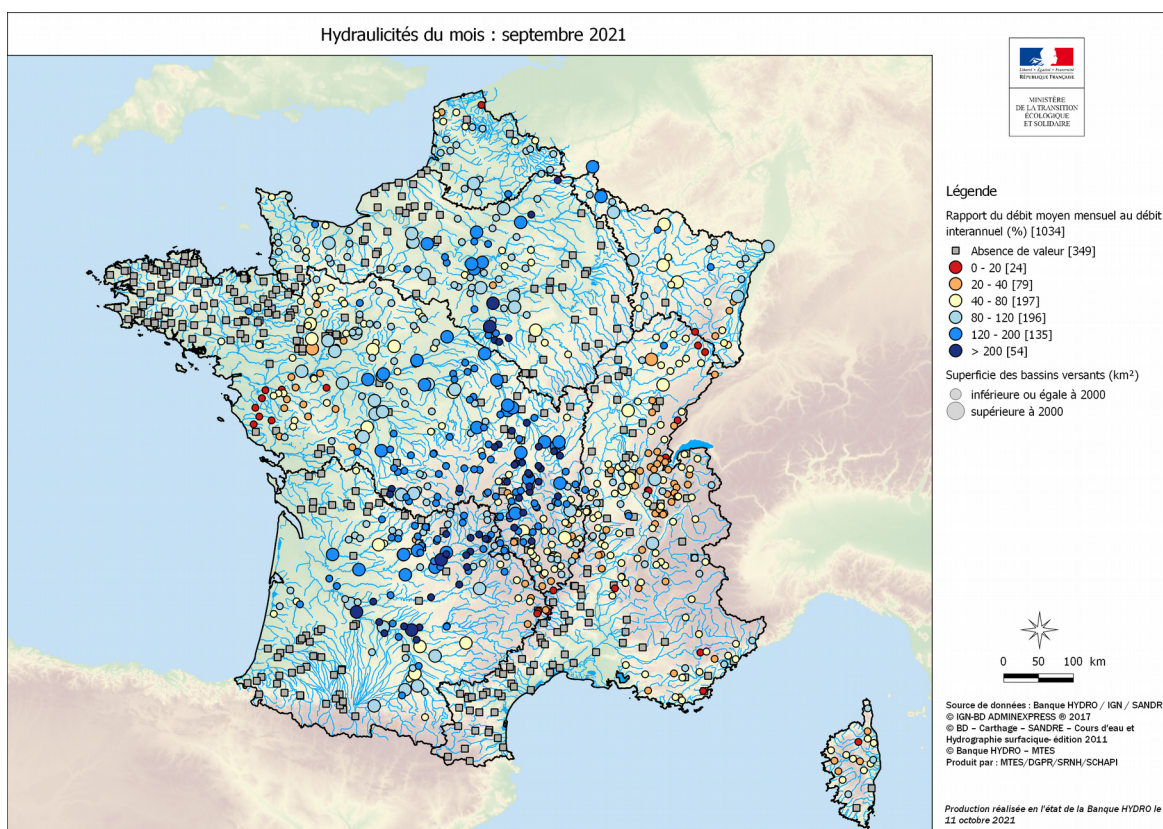 Hydraulicités du mois : septembre 2021
Liberté • Égalité • Fraternité
RÉPUBLIQUE FRANÇAISE
MINISTÈRE
DE LA TRANSITION
ÉCOLOGIQUE
ET SOLIDAIRE
Légende
Rapport du débit moyen mensuel au débit
interannuel (%) [1034]
Absence de valeur [349]
0 - 20 [24]
20 - 40 [79]
40 - 80 [197]
80 - 120 [196]
120 - 200 [135]
> 200 [54]
Superficie des bassins versants (km²)
inférieure ou égale à 2000
supérieure à 2000
0 50 100 km
Source de données : Banque HYDRO / IGN / SANDRE
© IGN-BD ADMINEXPRESS ® 2017
© BD – Carthage – SANDRE – Cours d'eau et
Hydrographie surfacique- édition 2011
© Banque HYDRO – MTES
Produit par : MTES/DGPR/SRNH/SCHAPI
Production réalisée en l'état de la Banque HYDRO le
11 octobre 2021